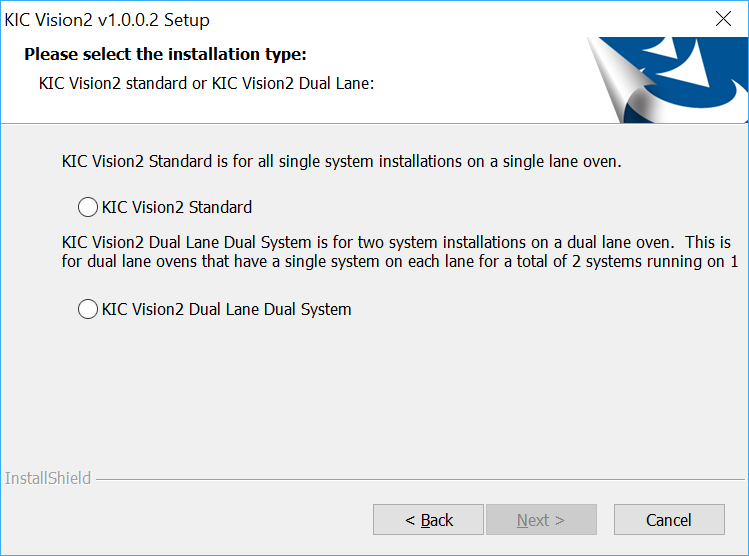 KIC Vision2 v1.0.0.2 Setup
Please select the installation type:
KIC Vision2 standard or KIC Vision2 Dual Lane:
KIC Vision2 Standard is for all single system installations on a single lane oven.
KIC Vision2 Standard
KIC Vision2 Dual Lane Dual System is for two system installations on a dual lane oven.  This is
for dual lane ovens that have a single system on each lane for a total of 2 systems running on 1
KIC Vision2 Dual Lane Dual System
InstallShield
< Back Next > Cancel